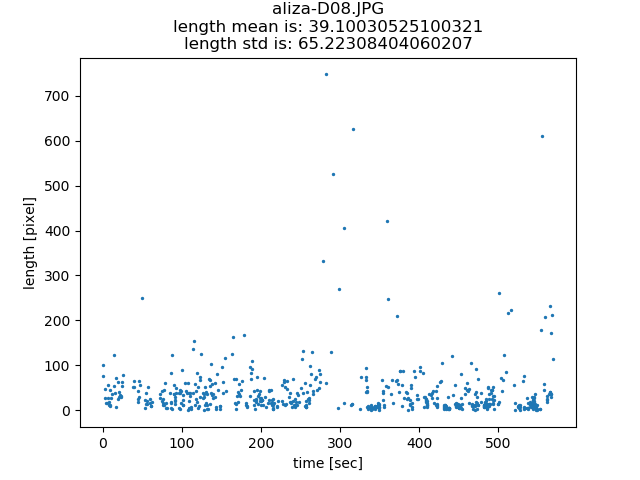 aliza-D08.JPG
length mean is: 39.10030525100321
length std is: 65.22308404060207
700
600
500
400
300
200
100
0
length [pixel]
0 100 200 300 400 500
time [sec]